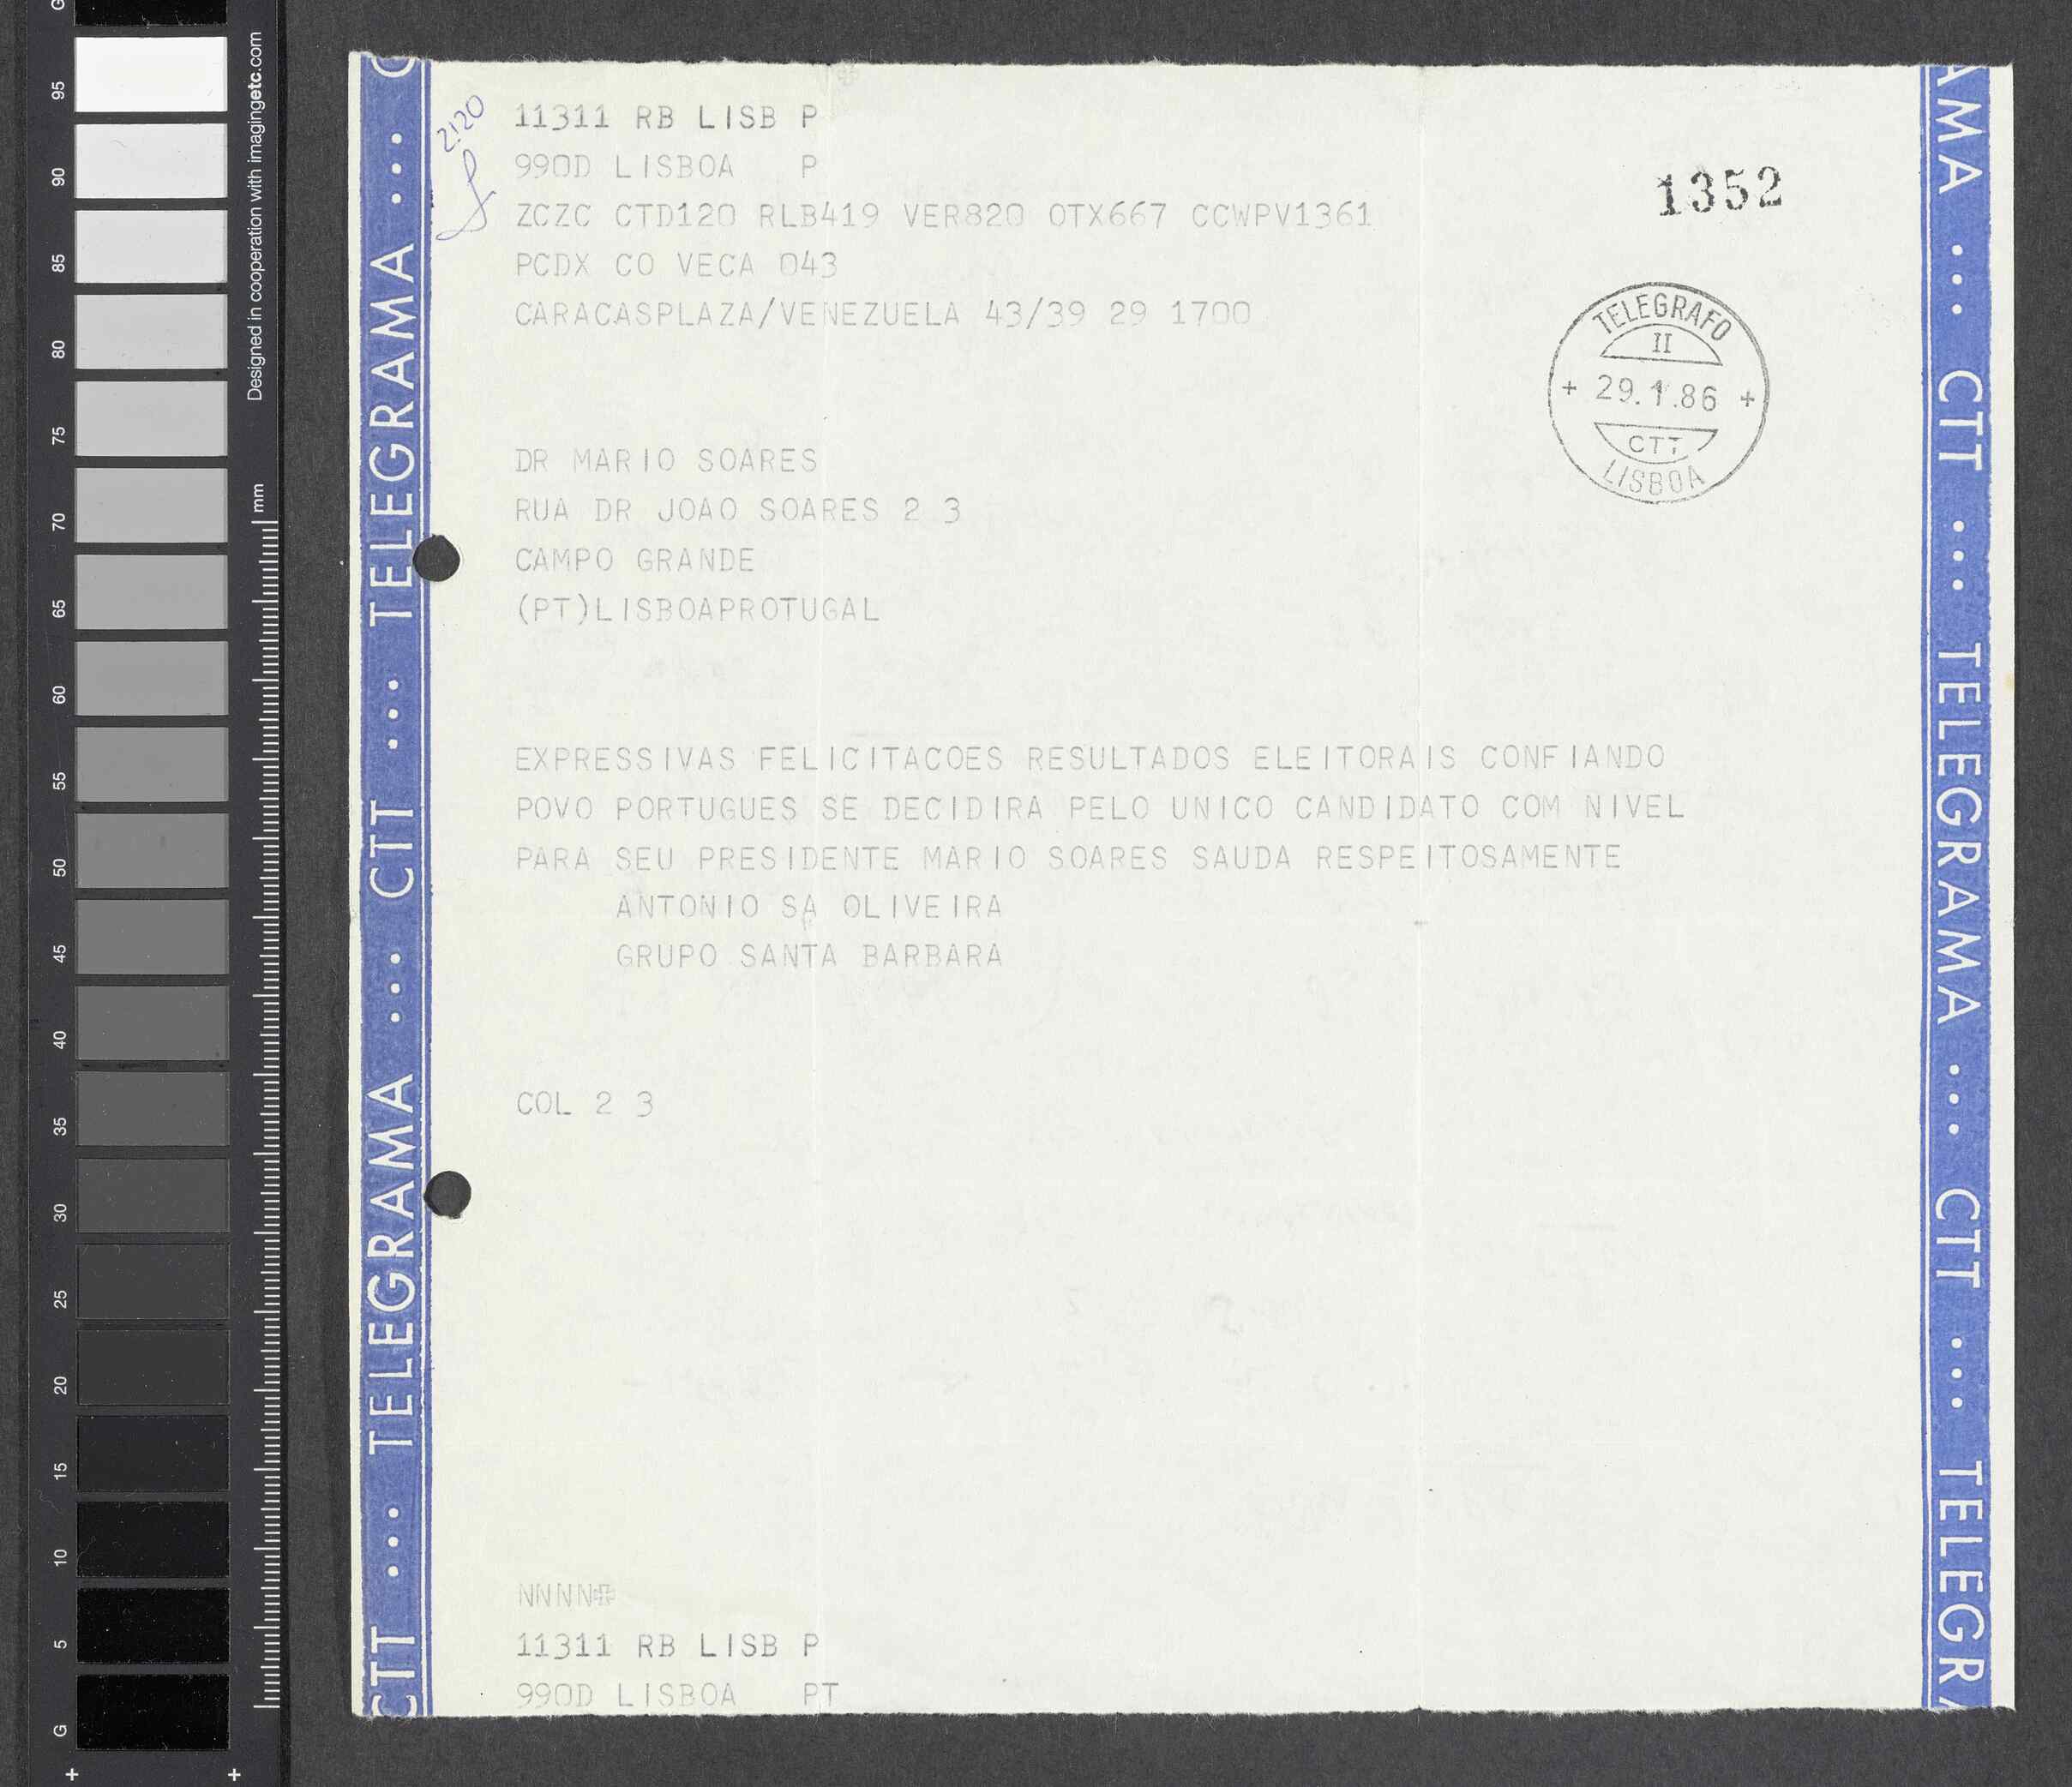 2120
11311 RB LISB P
990D LISBOA P
ZCZC CTD120 RLB419 VER820 OTX667 CCWPV1361
PCDX CO VECA 043
CARACASPLAZA/VENEZUELA 43/39 29 1700
1352
TELEGRAFO
II
+ 29.1.86 +
CTT
LISBOA
DR MARIO SOARES
RUA DR JOAO SOARES 2 3
CAMPO GRANDE
(PT)LISBOAPROTUGAL
EXPRESSIVAS FELICITACOES RESULTADOS ELEITORAIS CONFIANDO
POVO PORTUGUES SE DECIDIRA PELO UNICO CANDIDATO COM NIVEL
PARA SEU PRESIDENTE MARIO SOARES SAUDA RESPEITOSAMENTE
ANTONIO SA OLIVEIRA
GRUPO SANTA BARBARA
COL 2 3
NNNN
11311 RB LISB P
990D LISBOA PT
CTT ... TELEGRAMA ... CTT ... TELEGRAMA ... C
AMA ... CTT ... TELEGRAMA ... CTT ... TELEGRA
Designed in cooperation with imagingetc.com
mm
G
95
90
85
80
75
70
65
60
55
50
45
40
35
30
25
20
15
10
5
G